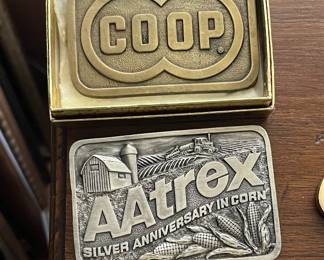 COOP®
AAtrex
SILVER ANNIVERSARY IN CORN